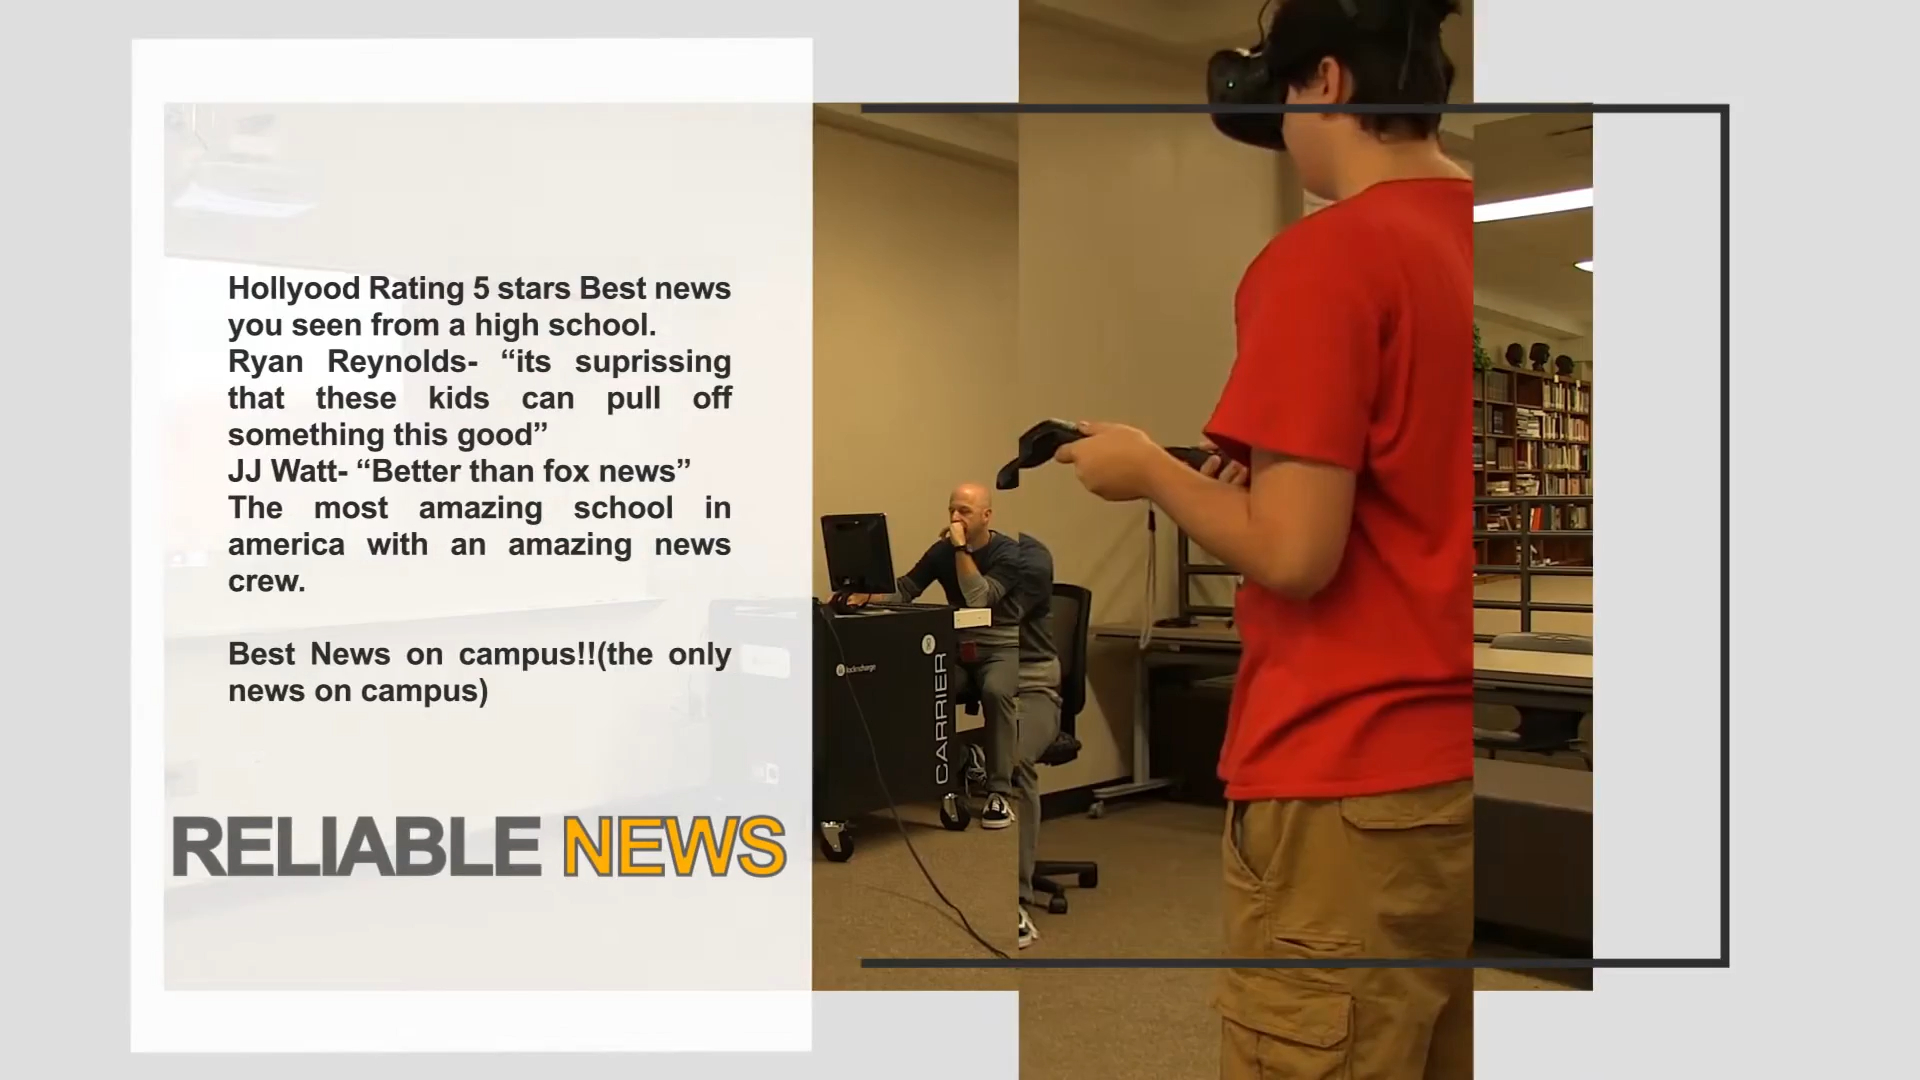 Hollyood Rating 5 stars Best news
you seen from a high school.
Ryan Reynolds- “its suprissing
that these kids can pull off
something this good”
JJ Watt- “Better than fox news”
The most amazing school in
america with an amazing news
crew.
Best News on campus!!(the only
news on campus)
RELIABLE NEWS
lockncharge
CARRIER